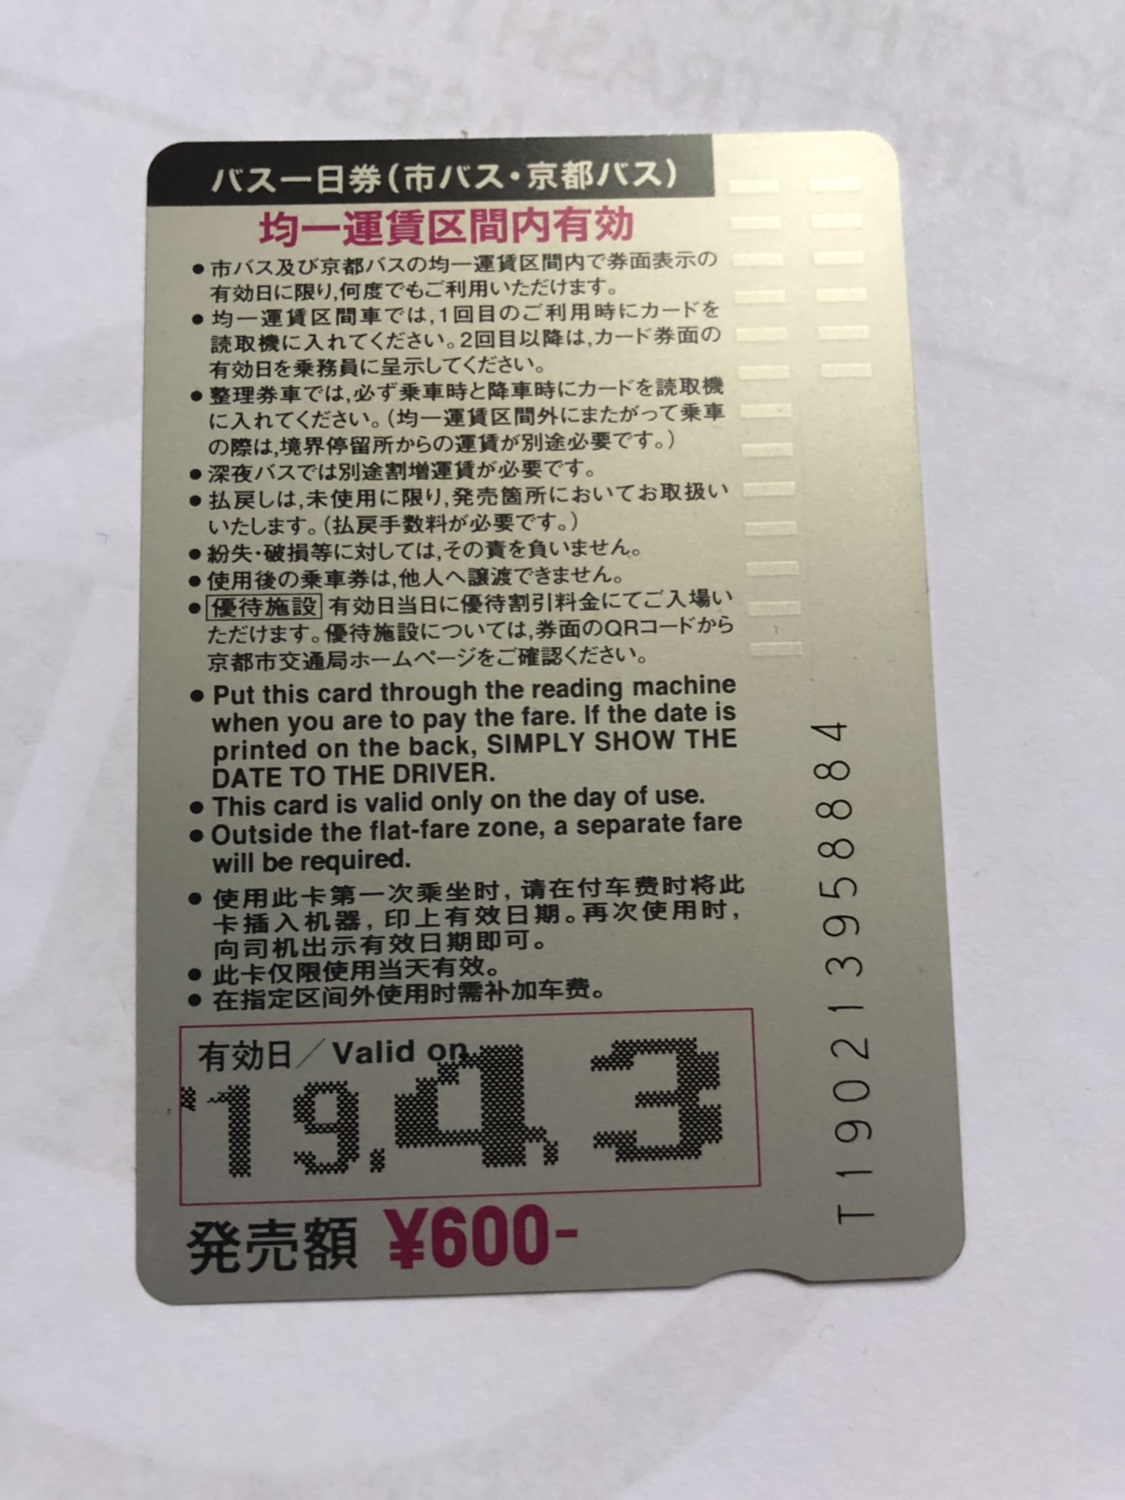 バス一日券(市バス・京都バス)
均一運賃区間内有効
●市バス及び京都バスの均一運賃区間内で券面表示の
有効日に限り,何度でもご利用いただけます。
●均一運賃区間車では,1回目のご利用時にカードを
読取機に入れてください。2回目以降は,カード券面の
有効日を乗務員に呈示してください。
●整理券車では,必ず乗車時と降車時にカードを読取機
に入れてください。(均一運賃区間外にまたがって乗車
の際は,境界停留所からの運賃が別途必要です。)
●深夜バスでは別途割増運賃が必要です。
●払戻しは,未使用に限り,発売箇所においてお取扱い
いたします。(払戻手数料が必要です。)
●紛失・破損等に対しては,その責を負いません。
●使用後の乗車券は,他人へ譲渡できません。
●優待施設 有効日当日に優待割引料金にてご入場い
ただけます。優待施設については,券面のQRコードから
京都市交通局ホームページをご確認ください。
●Put this card through the reading machine
when you are to pay the fare. If the date is
printed on the back, SIMPLY SHOW THE
DATE TO THE DRIVER.
●This card is valid only on the day of use.
●Outside the flat-fare zone, a separate fare
will be required.
●使用此卡第一次乘坐时,请在付车费时将此
卡插入机器,印上有效日期。再次使用时,
向司机出示有效日期即可。
●此卡仅限使用当天有效。
●在指定区间外使用时需补加车费。
有効日/Valid on
'19.4.3
発売額 ¥600-
T190213958884